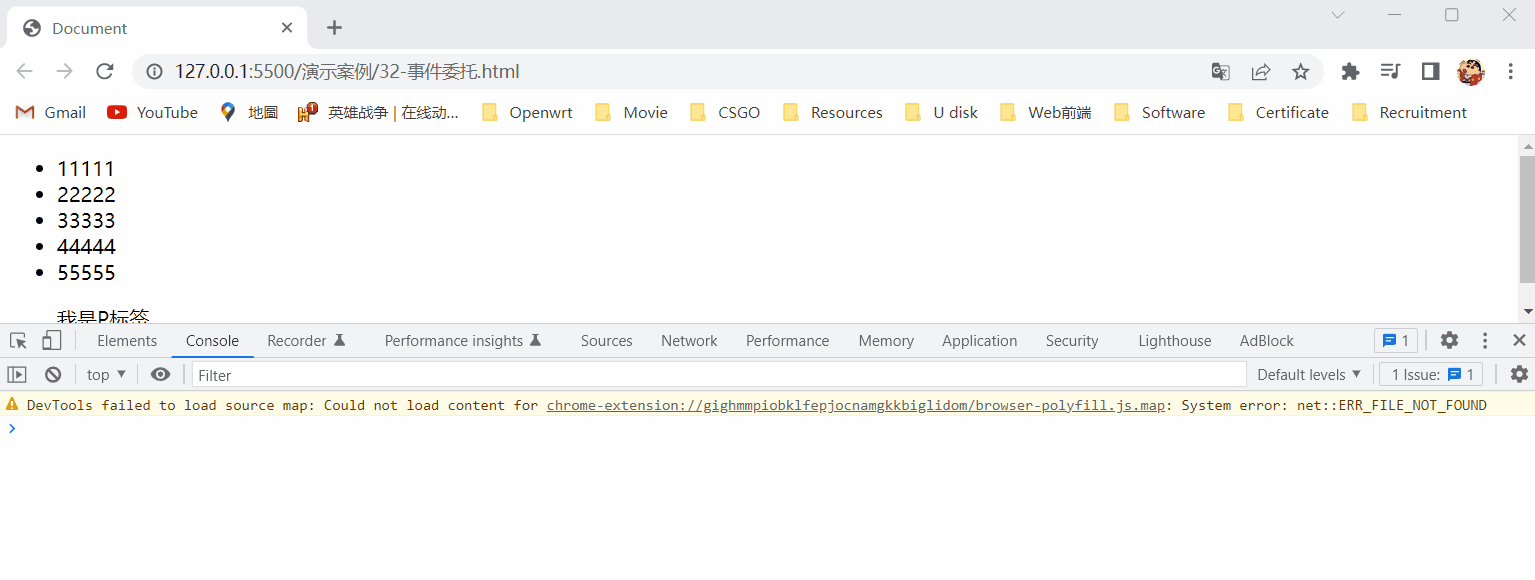 Document
127.0.0.1:5500/演示案例/32-事件委托.html
Gmail YouTube 地圖 英雄战争 | 在线动... Openwrt Movie CSGO Resources U disk Web前端 Software Certificate Recruitment
11111
22222
33333
44444
55555
我是P标签
Elements Console Recorder Performance insights Sources Network Performance Memory Application Security Lighthouse AdBlock 1
top Filter Default levels 1 Issue: 1
DevTools failed to load source map: Could not load content for chrome-extension://gighmmpiobklfepjocnamgkkbiglidom/browser-polyfill.js.map: System error: net::ERR_FILE_NOT_FOUND